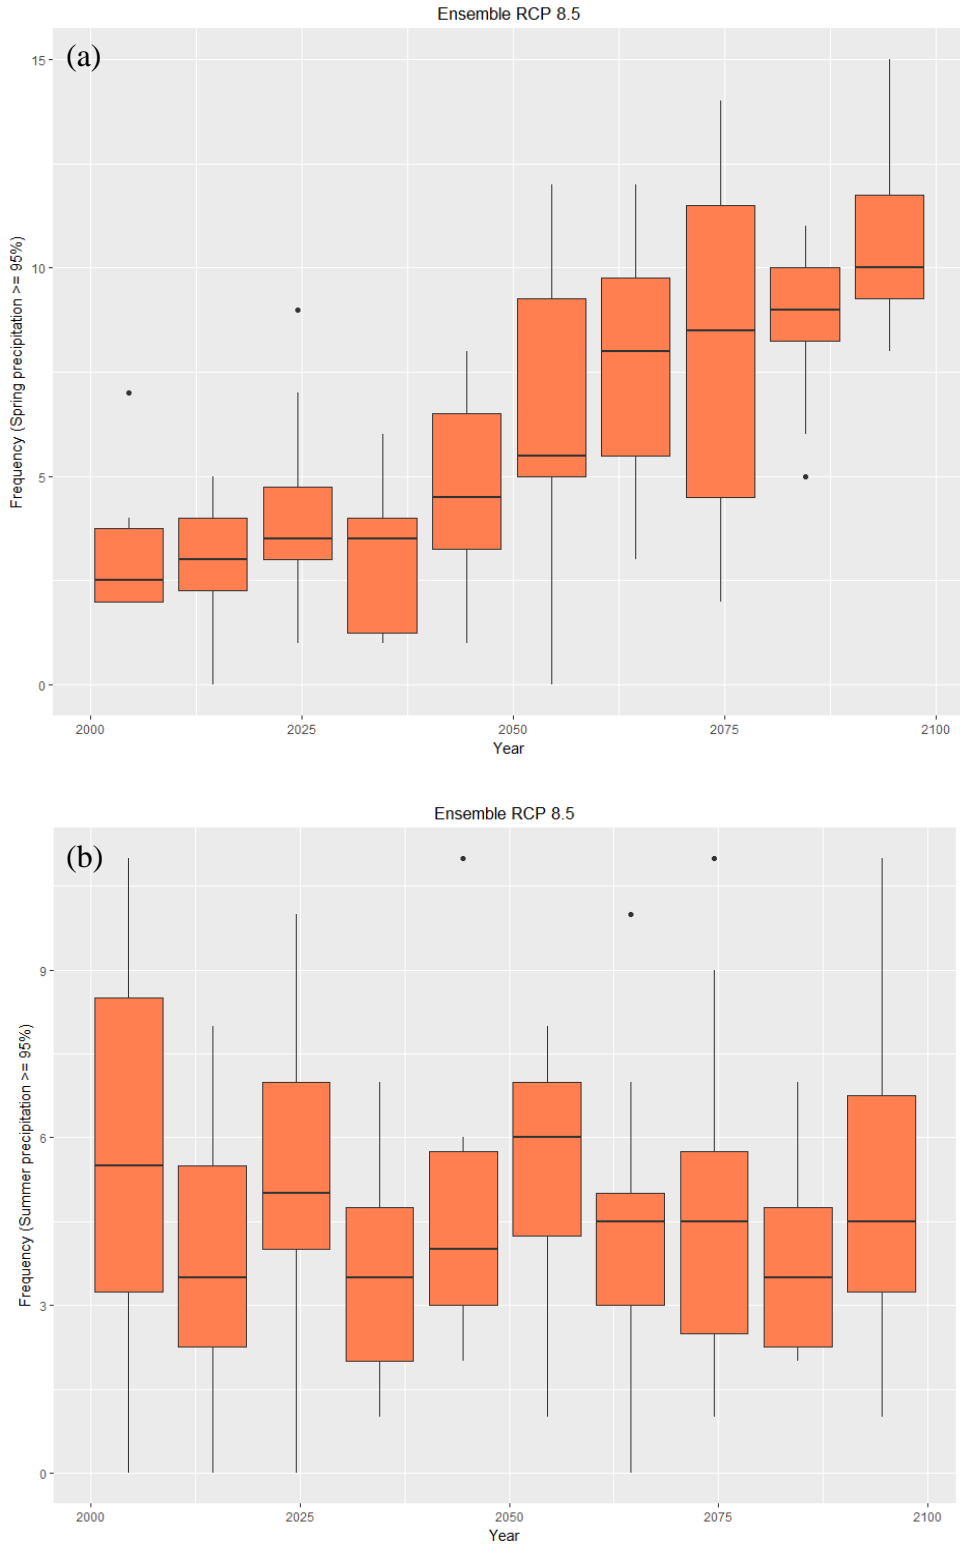 Ensemble RCP 8.5
(a)
15
10
5
0
Frequency (Spring precipitation >= 95%)
2000 2025 2050 2075 2100
Year
Ensemble RCP 8.5
(b)
9
6
3
0
Frequency (Summer precipitation >= 95%)
2000 2025 2050 2075 2100
Year